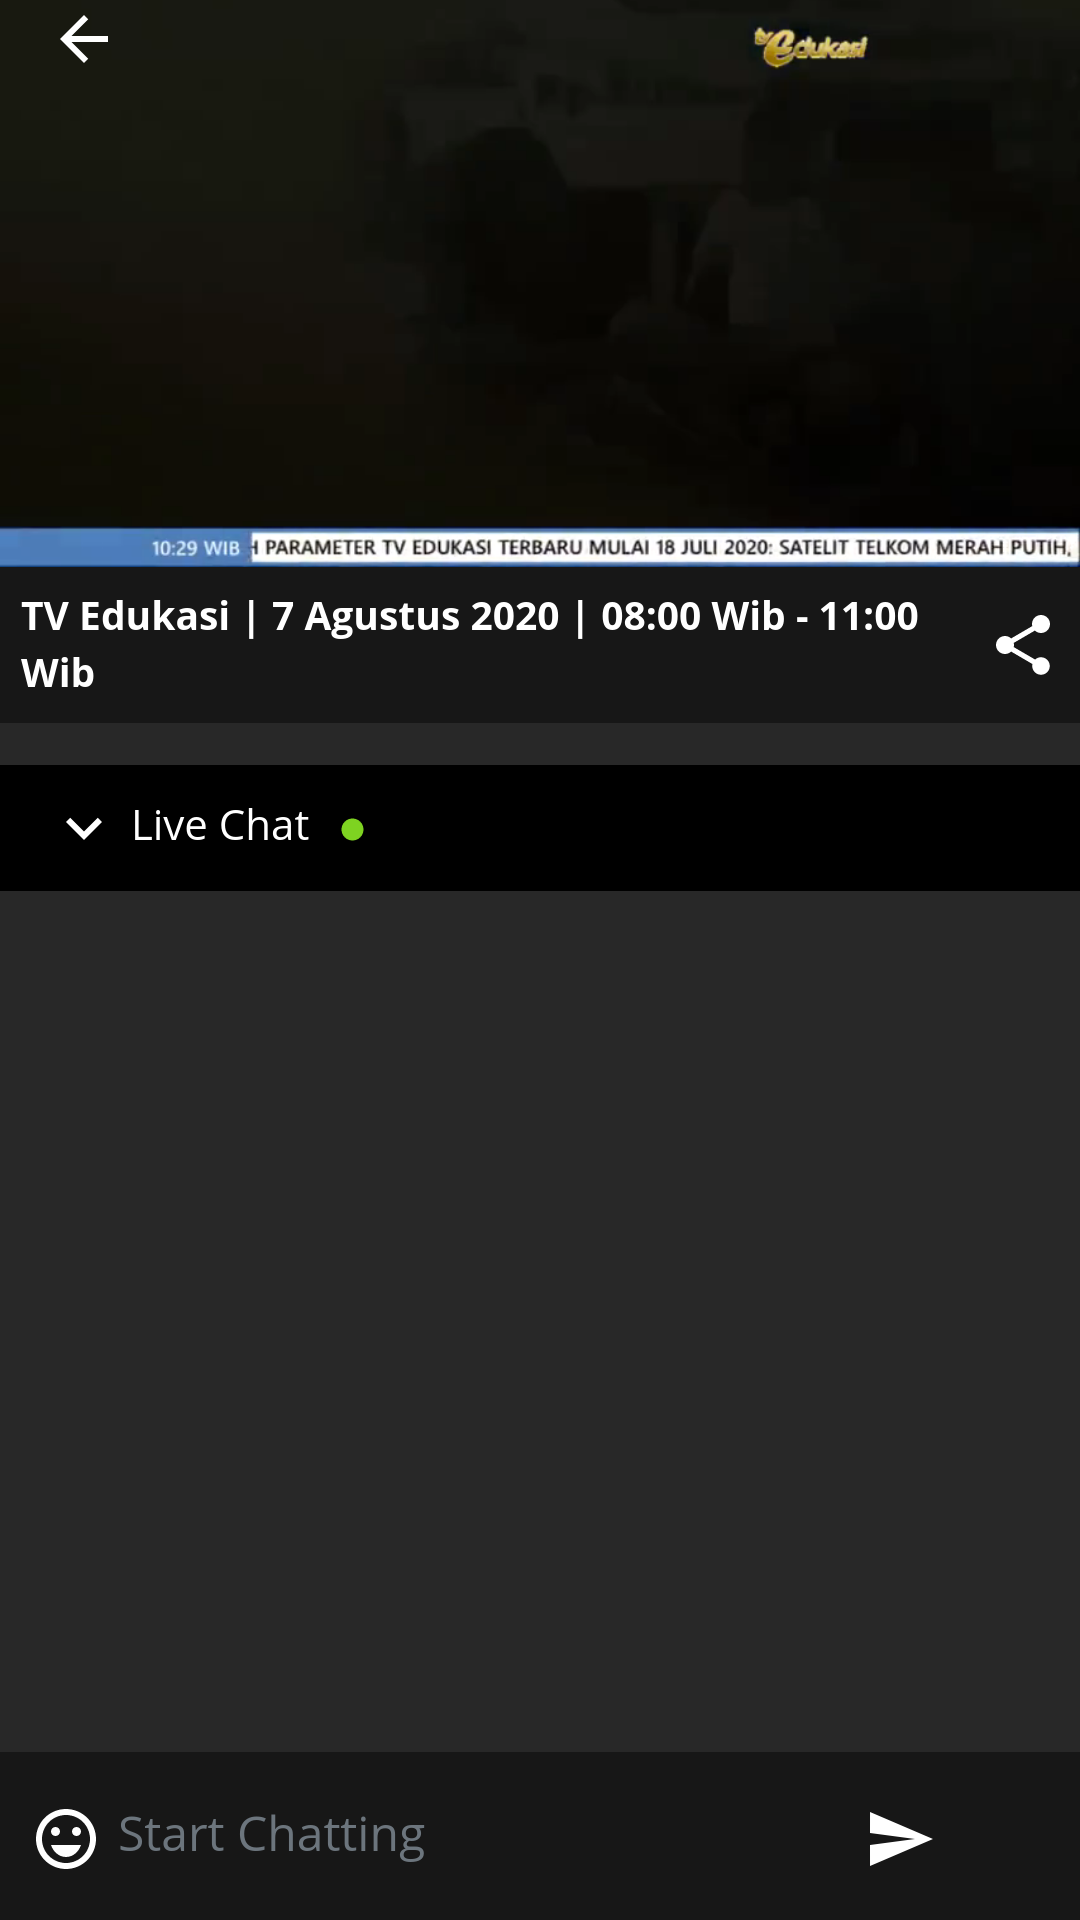 tv edukasi
10:29 WIB
PARAMETER TV EDUKASI TERBARU MULAI 18 JULI 2020: SATELIT TELKOM MERAH PUTIH,
TV Edukasi | 7 Agustus 2020 | 08:00 Wib - 11:00
Wib
Live Chat
Start Chatting